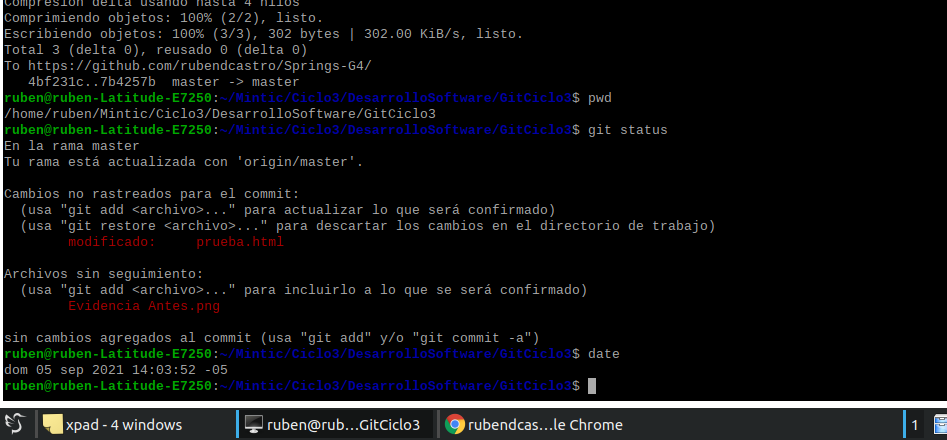 Compresión delta usando hasta 4 hilos
Comprimiendo objetos: 100% (2/2), listo.
Escribiendo objetos: 100% (3/3), 302 bytes | 302.00 KiB/s, listo.
Total 3 (delta 0), reusado 0 (delta 0)
To https://github.com/rubendcastro/Springs-G4/
   4bf231c..7b4257b  master -> master
ruben@ruben-Latitude-E7250:~/Mintic/Ciclo3/DesarrolloSoftware/GitCiclo3$ pwd
/home/ruben/Mintic/Ciclo3/DesarrolloSoftware/GitCiclo3
ruben@ruben-Latitude-E7250:~/Mintic/Ciclo3/DesarrolloSoftware/GitCiclo3$ git status
En la rama master
Tu rama está actualizada con 'origin/master'.
Cambios no rastreados para el commit:
  (usa "git add <archivo>..." para actualizar lo que será confirmado)
  (usa "git restore <archivo>..." para descartar los cambios en el directorio de trabajo)
        modificado:     prueba.html
Archivos sin seguimiento:
  (usa "git add <archivo>..." para incluirlo a lo que se será confirmado)
        Evidencia Antes.png
sin cambios agregados al commit (usa "git add" y/o "git commit -a")
ruben@ruben-Latitude-E7250:~/Mintic/Ciclo3/DesarrolloSoftware/GitCiclo3$ date
dom 05 sep 2021 14:03:52 -05
ruben@ruben-Latitude-E7250:~/Mintic/Ciclo3/DesarrolloSoftware/GitCiclo3$
xpad - 4 windows
ruben@rub...GitCiclo3
rubendcas...le Chrome
1